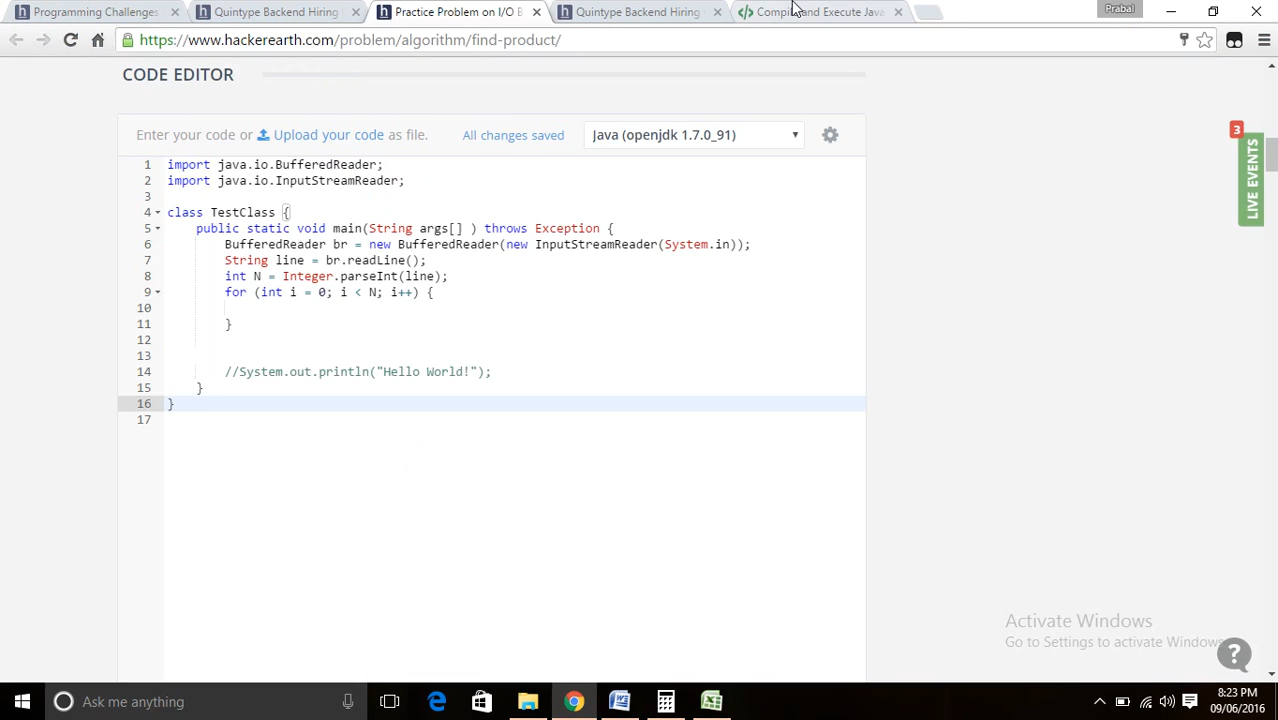 Programming Challenges
Quintype Backend Hiring
Practice Problem on I/O B
Quintype Backend Hiring
Compile and Execute Java
Prabal
https://www.hackerearth.com/problem/algorithm/find-product/
CODE EDITOR
Enter your code or Upload your code as file.
All changes saved
Java (openjdk 1.7.0_91)
3
LIVE EVENTS
1 import java.io.BufferedReader;
2 import java.io.InputStreamReader;
3
4 class TestClass {
5 public static void main(String args[] ) throws Exception {
6 BufferedReader br = new BufferedReader(new InputStreamReader(System.in));
7 String line = br.readLine();
8 int N = Integer.parseInt(line);
9 for (int i = 0; i < N; i++) {
10
11 }
12
13
14 //System.out.println("Hello World!");
15 }
16 }
17
Activate Windows
Go to Settings to activate Windows.
Ask me anything
8:23 PM
09/06/2016